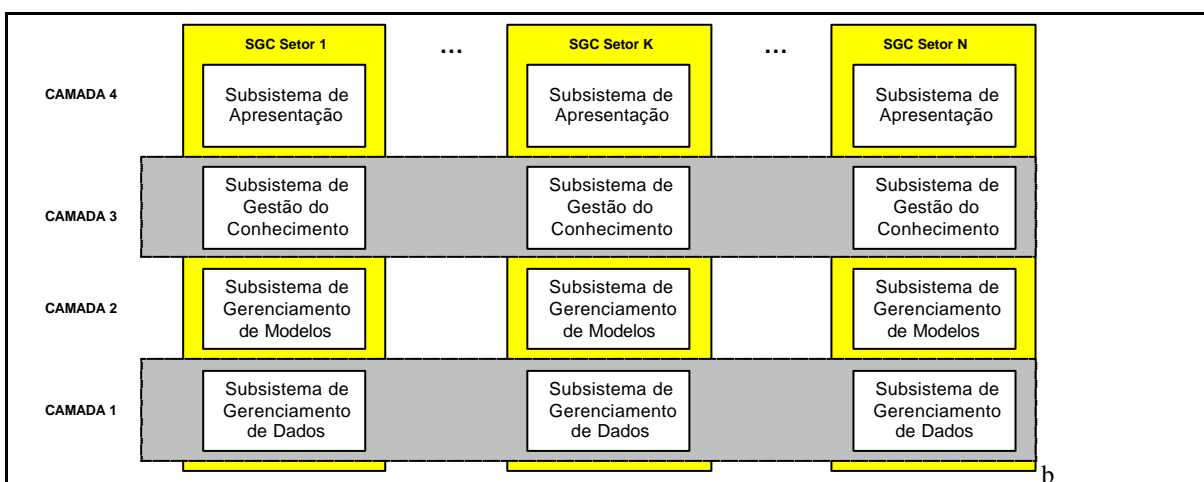 SGC Setor 1 ... SGC Setor K ... SGC Setor N
CAMADA 4
Subsistema de
Apresentação
Subsistema de
Apresentação
Subsistema de
Apresentação
CAMADA 3
Subsistema de
Gestão do
Conhecimento
Subsistema de
Gestão do
Conhecimento
Subsistema de
Gestão do
Conhecimento
CAMADA 2
Subsistema de
Gerenciamento
de Modelos
Subsistema de
Gerenciamento
de Modelos
Subsistema de
Gerenciamento
de Modelos
CAMADA 1
Subsistema de
Gerenciamento
de Dados
Subsistema de
Gerenciamento
de Dados
Subsistema de
Gerenciamento
de Dados
b